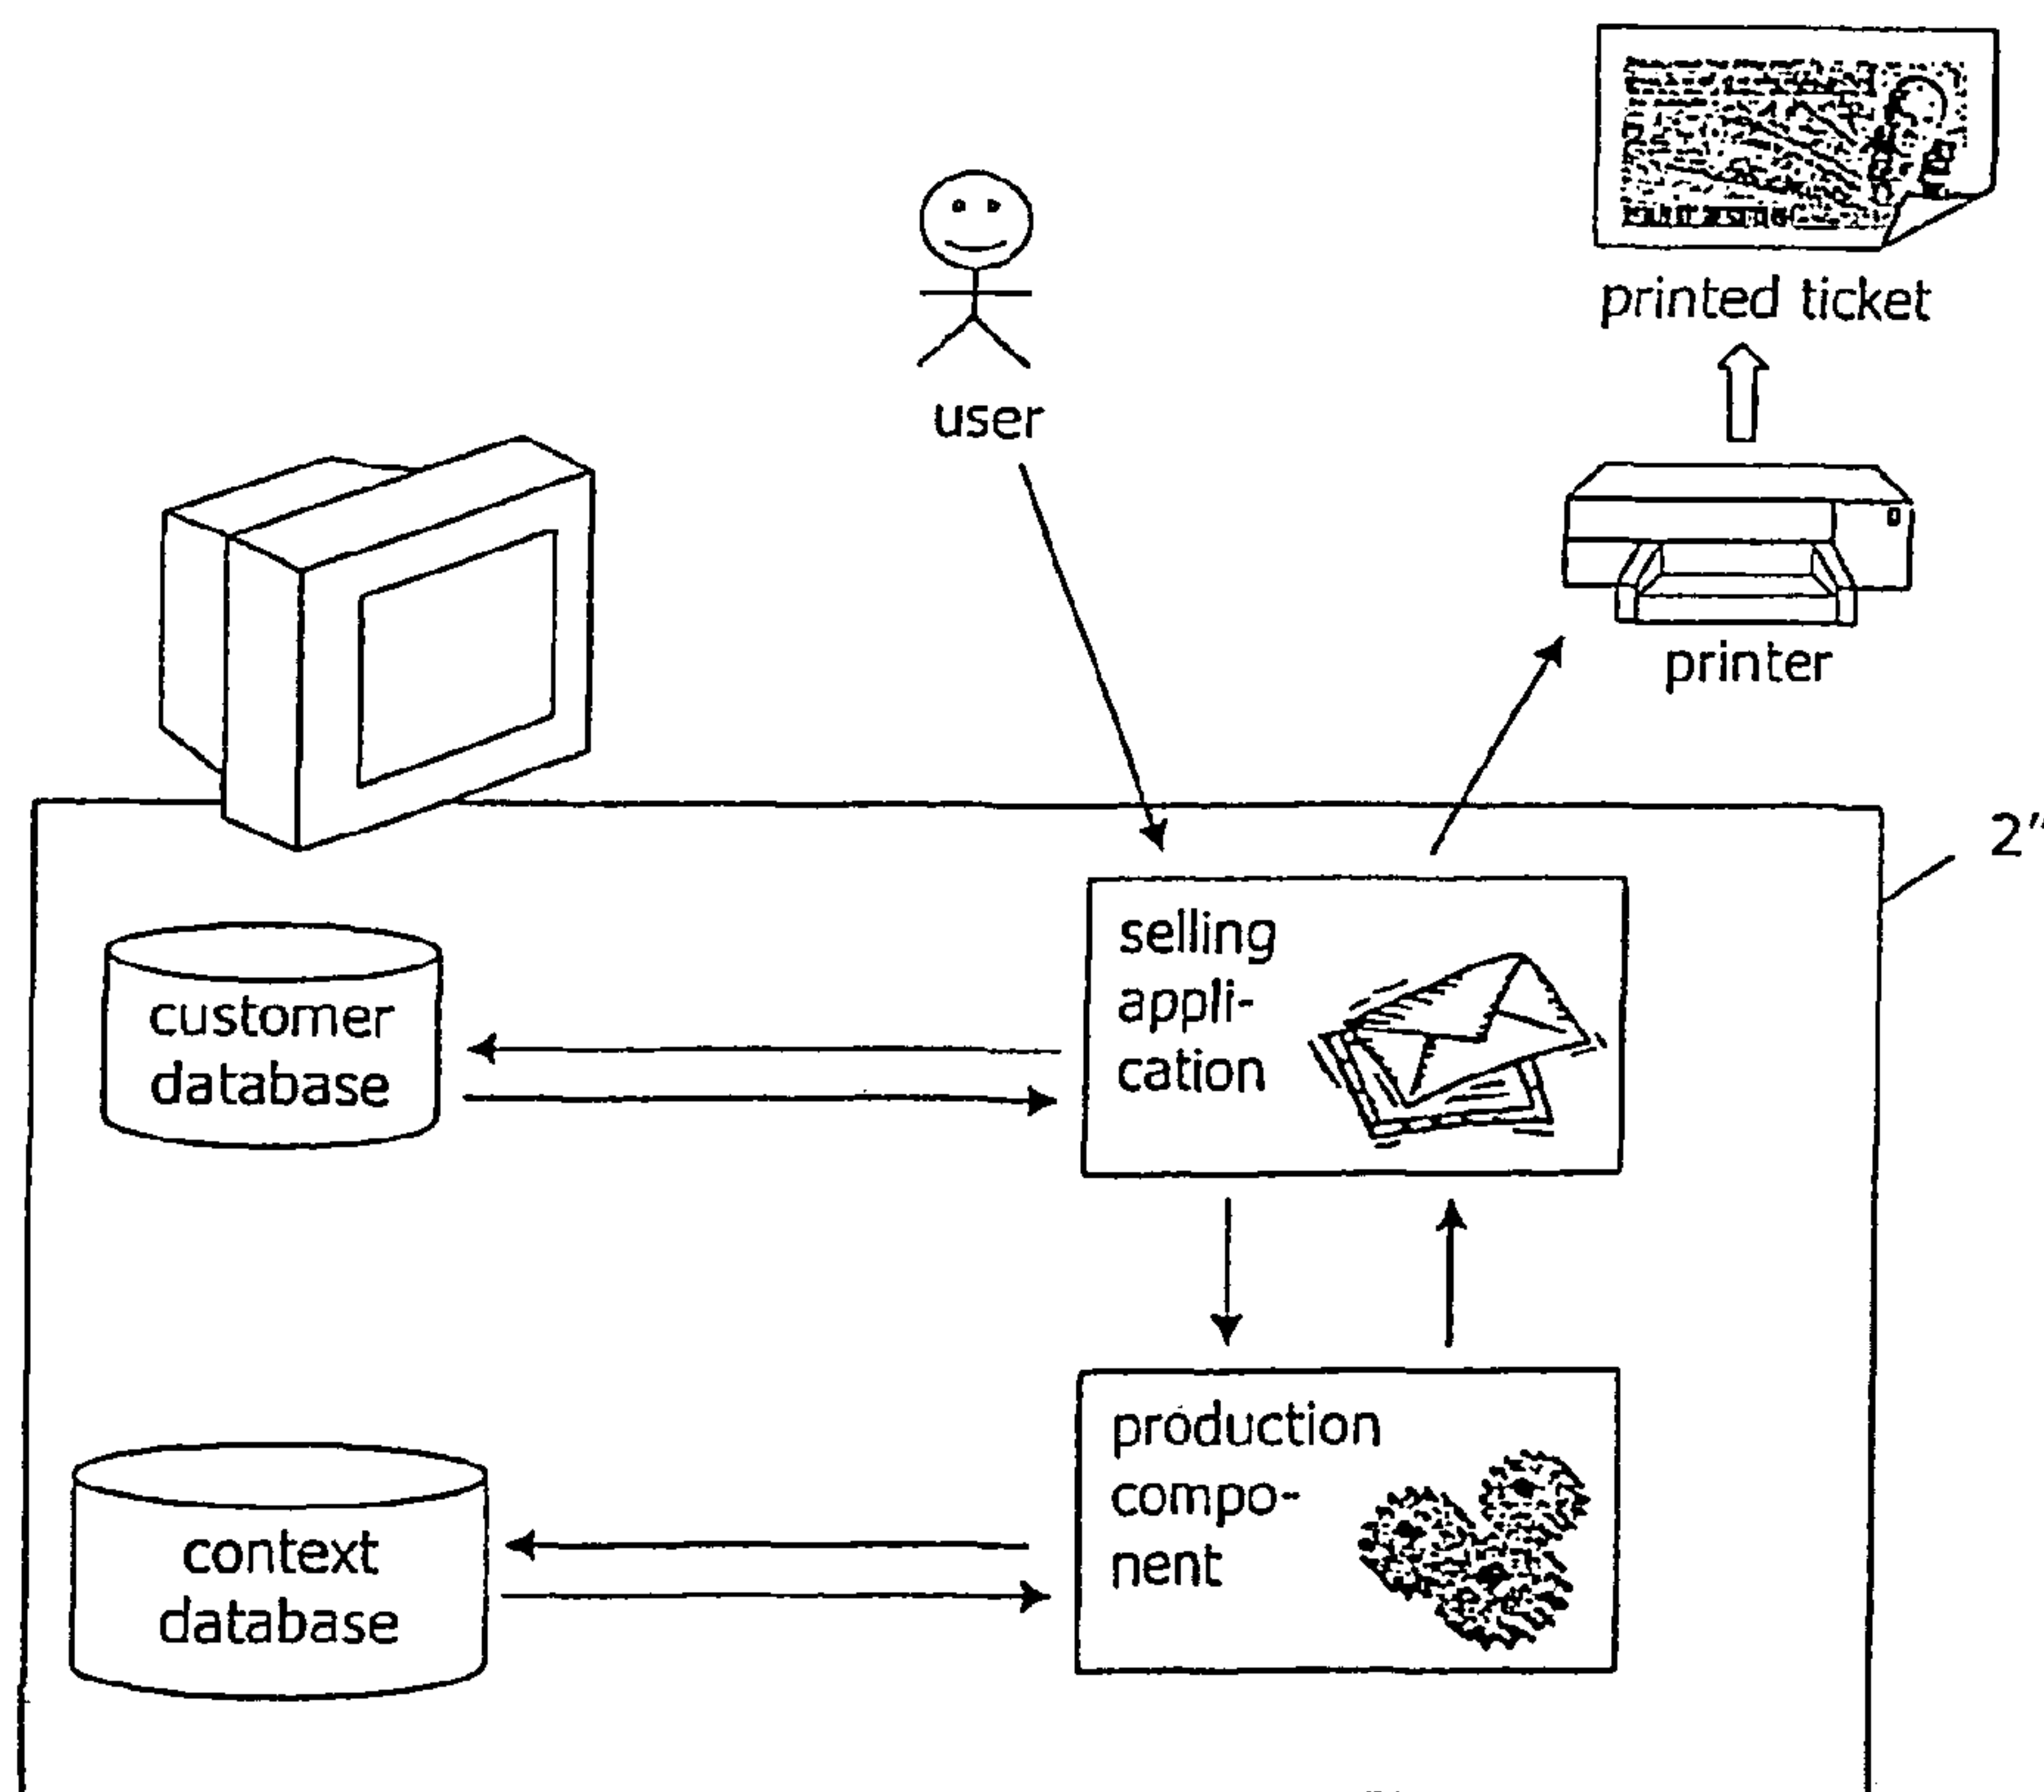 printed ticket
user
printer
2"
selling
appli-
cation
customer
database
production
compo-
nent
context
database